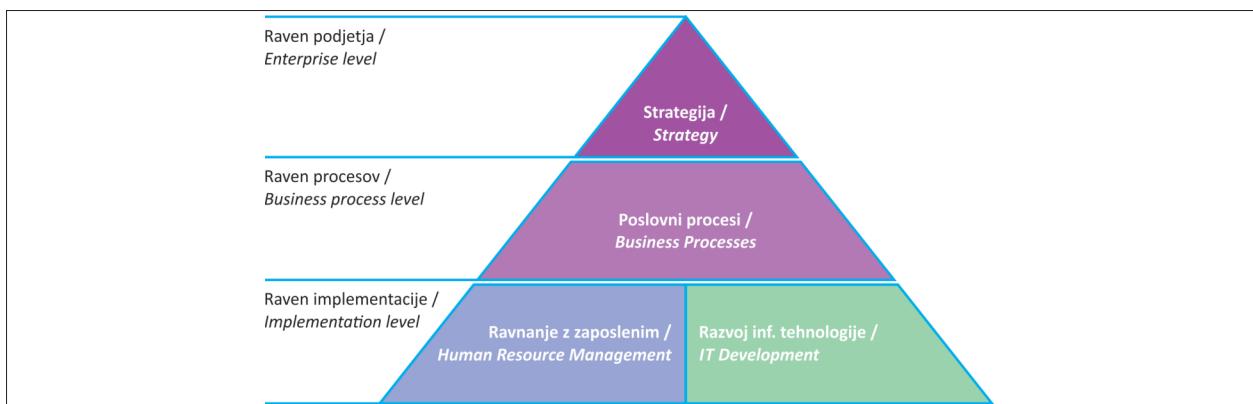 Raven podjetja /
Enterprise level
Strategija /
Strategy
Raven procesov /
Business process level
Poslovni procesi /
Business Processes
Raven implementacije /
Implementation level
Ravnanje z zaposlenim /
Human Resource Management
Razvoj inf. tehnologije /
IT Development